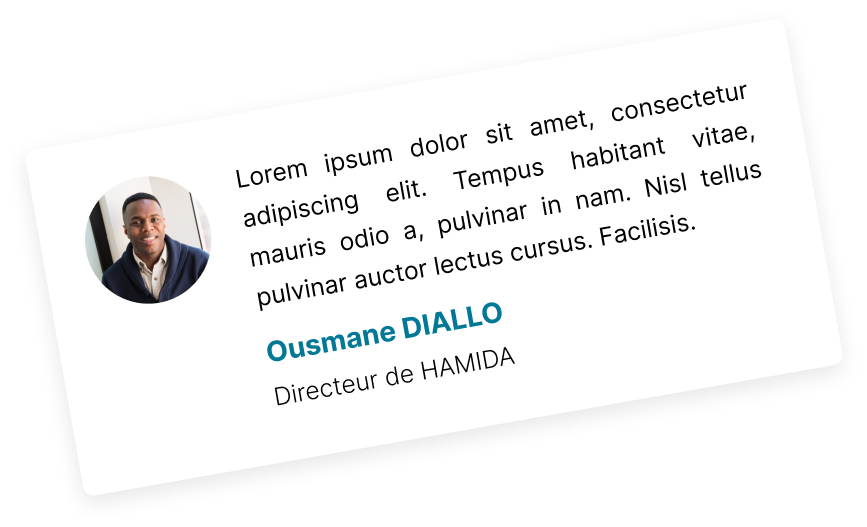 Lorem ipsum dolor sit amet, consectetur
adipiscing elit. Tempus habitant vitae,
mauris odio a, pulvinar in nam. Nisl tellus
pulvinar auctor lectus cursus. Facilisis.
Ousmane DIALLO
Directeur de HAMIDA